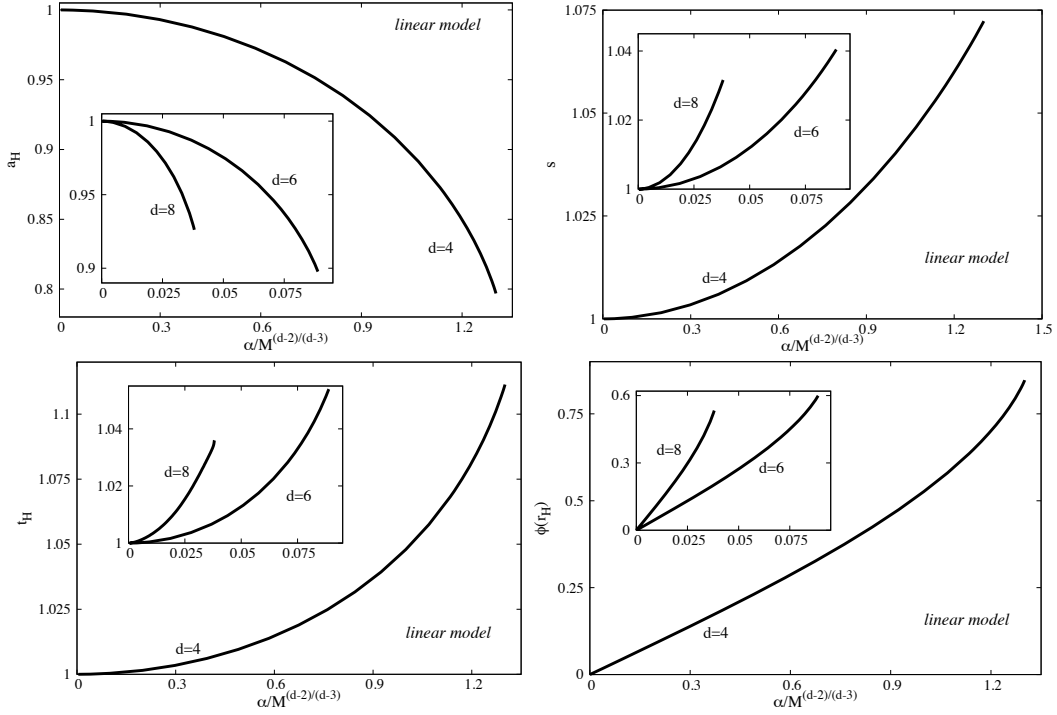 linear model
1
0.95
0.9
0.85
0.8
a_H
0 0.3 0.6 0.9 1.2
α/M^{(d-2)/(d-3)}
d=4
1
0.95
0.9
0 0.025 0.05 0.075
d=8
d=6
1.075
1.05
1.025
1
s
0 0.3 0.6 0.9 1.2 1.5
α/M^{(d-2)/(d-3)}
d=4
linear model
1.04
1.02
1
0 0.025 0.05 0.075
d=8
d=6
1.1
1.075
1.05
1.025
1
t_H
0 0.3 0.6 0.9 1.2
α/M^{(d-2)/(d-3)}
d=4
linear model
1.04
1.02
1
0 0.025 0.05 0.075
d=8
d=6
0.75
0.5
0.25
0
ϕ(r_H)
0 0.3 0.6 0.9 1.2
α/M^{(d-2)/(d-3)}
d=4
linear model
0.6
0.3
0
0 0.025 0.05 0.075
d=8
d=6